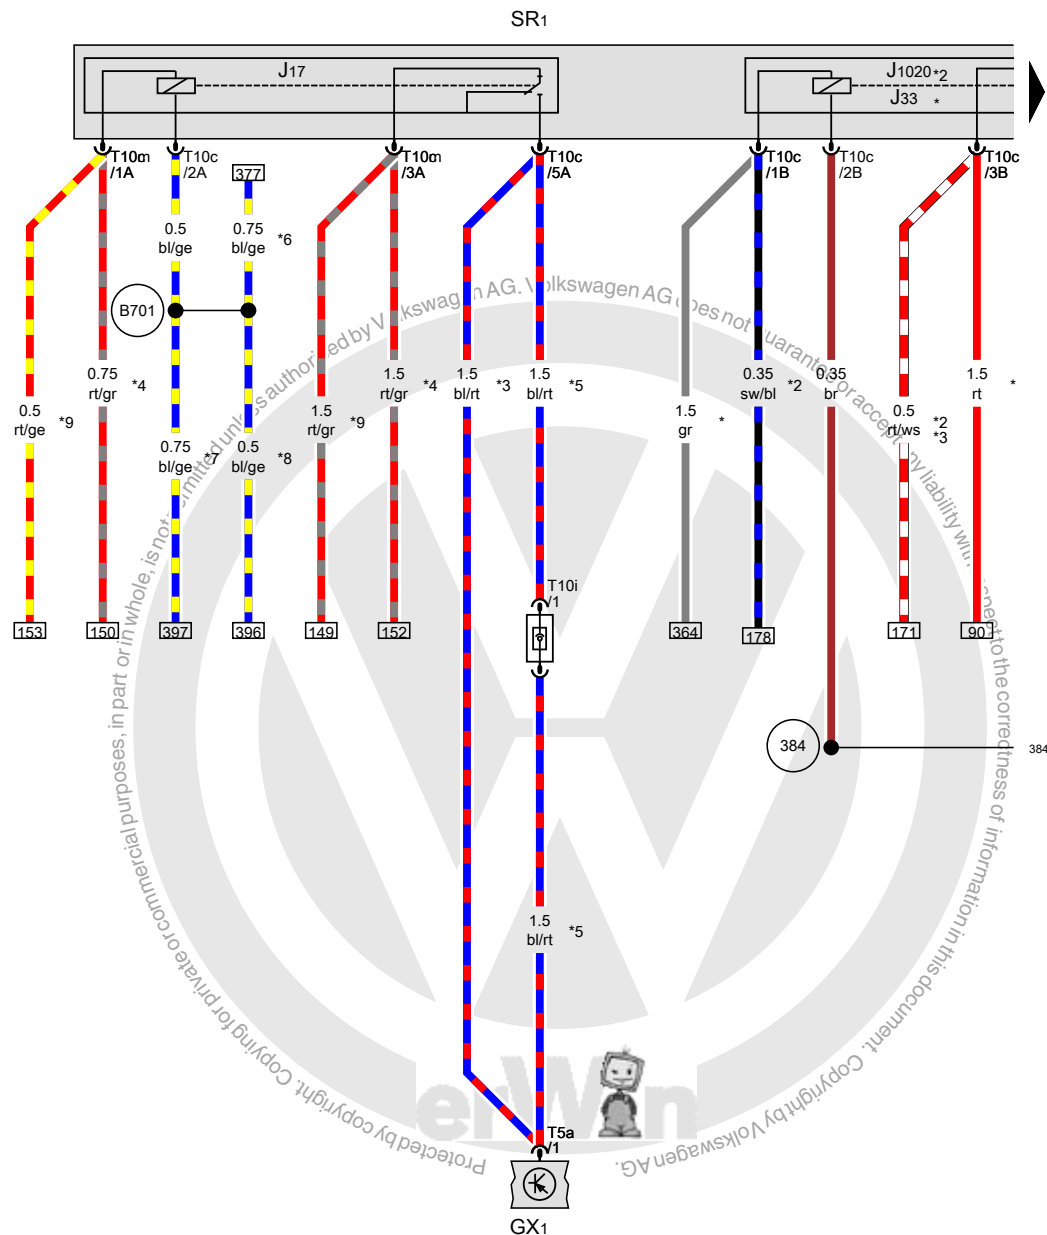 SR1
J17
J1020 *2
J33 *
T10m
/1A
T10c
/2A
377
T10m
/3A
T10c
/5A
T10c
/1B
T10c
/2B
T10c
/3B
0.5
bl/ge
0.75
bl/ge
*6
B701
0.75
rt/gr
*4
1.5
rt/gr
*4
1.5
bl/rt
*3
1.5
bl/rt
*5
0.35
sw/bl
*2
0.35
br
1.5
rt
*
0.5
rt/ge
*9
0.75
bl/ge
*7
0.5
bl/ge
*8
1.5
rt/gr
*9
1.5
gr
*
0.5
rt/ws
*2
*3
T10i
/1
153
150
397
396
149
152
364
178
171
90
384
384
1.5
bl/rt
*5
T5a
/1
GX1
erWin
Protected by copyright. Copying for private or commercial purposes, in part or in whole, is not permitted unless authorised by Volkswagen AG. Volkswagen AG does not guarantee or accept any liability with respect to the correctness of information in this document. Copyright by Volkswagen AG.